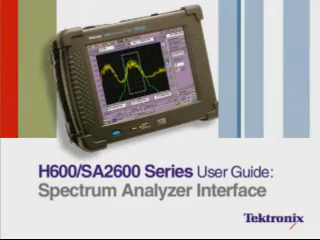 H600/SA2600 Series User Guide:
Spectrum Analyzer Interface
Tektronix